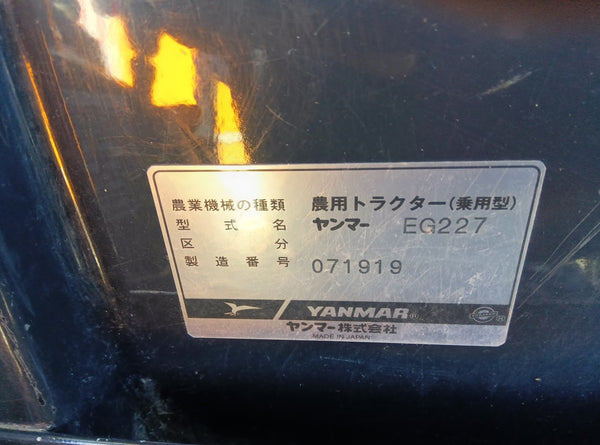 農業機械の種類 農用トラクター(乗用型)
型式名 ヤンマー EG227
区分
製造番号 071919
YANMAR®
ヤンマー株式会社
MADE IN JAPAN